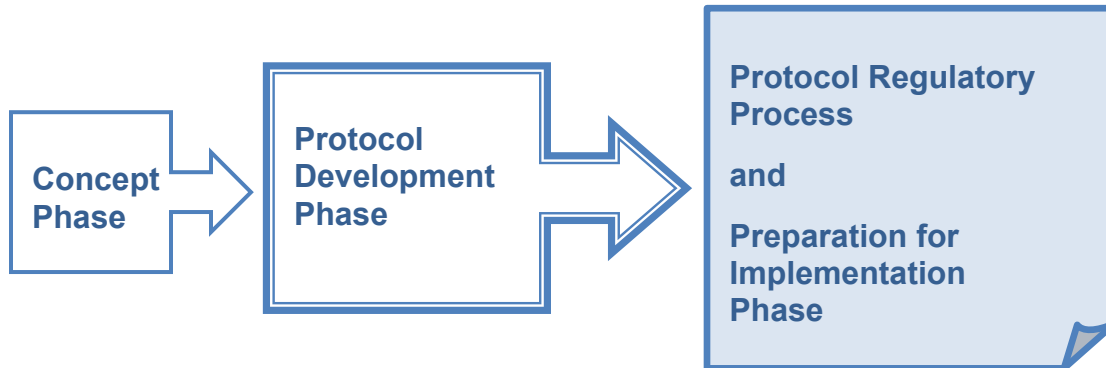 Concept
Phase
Protocol
Development
Phase
Protocol Regulatory
Process
and
Preparation for
Implementation
Phase